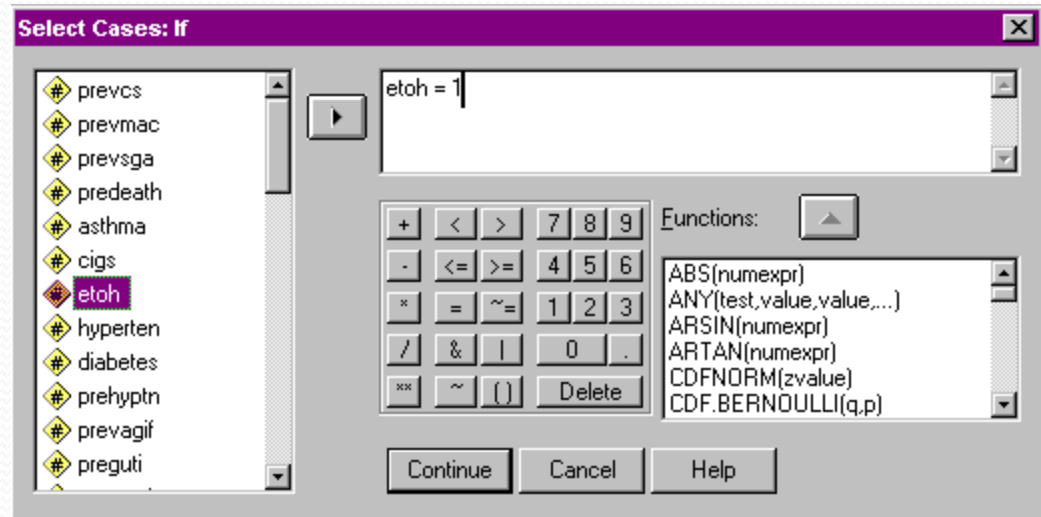 Select Cases: If
prevcs
prevmac
prevsga
predeath
asthma
cigs
etoh
hyperten
diabetes
prehyptn
prevagif
preguti
etoh = 1
+ < > 7 8 9
- <= >= 4 5 6
* = ~= 1 2 3
/ & | 0 .
** ~ () Delete
Functions:
ABS(numexpr)
ANY(test,value,value,...)
ARSIN(numexpr)
ARTAN(numexpr)
CDFNORM(zvalue)
CDF.BERNOULLI(q,p)
Continue Cancel Help